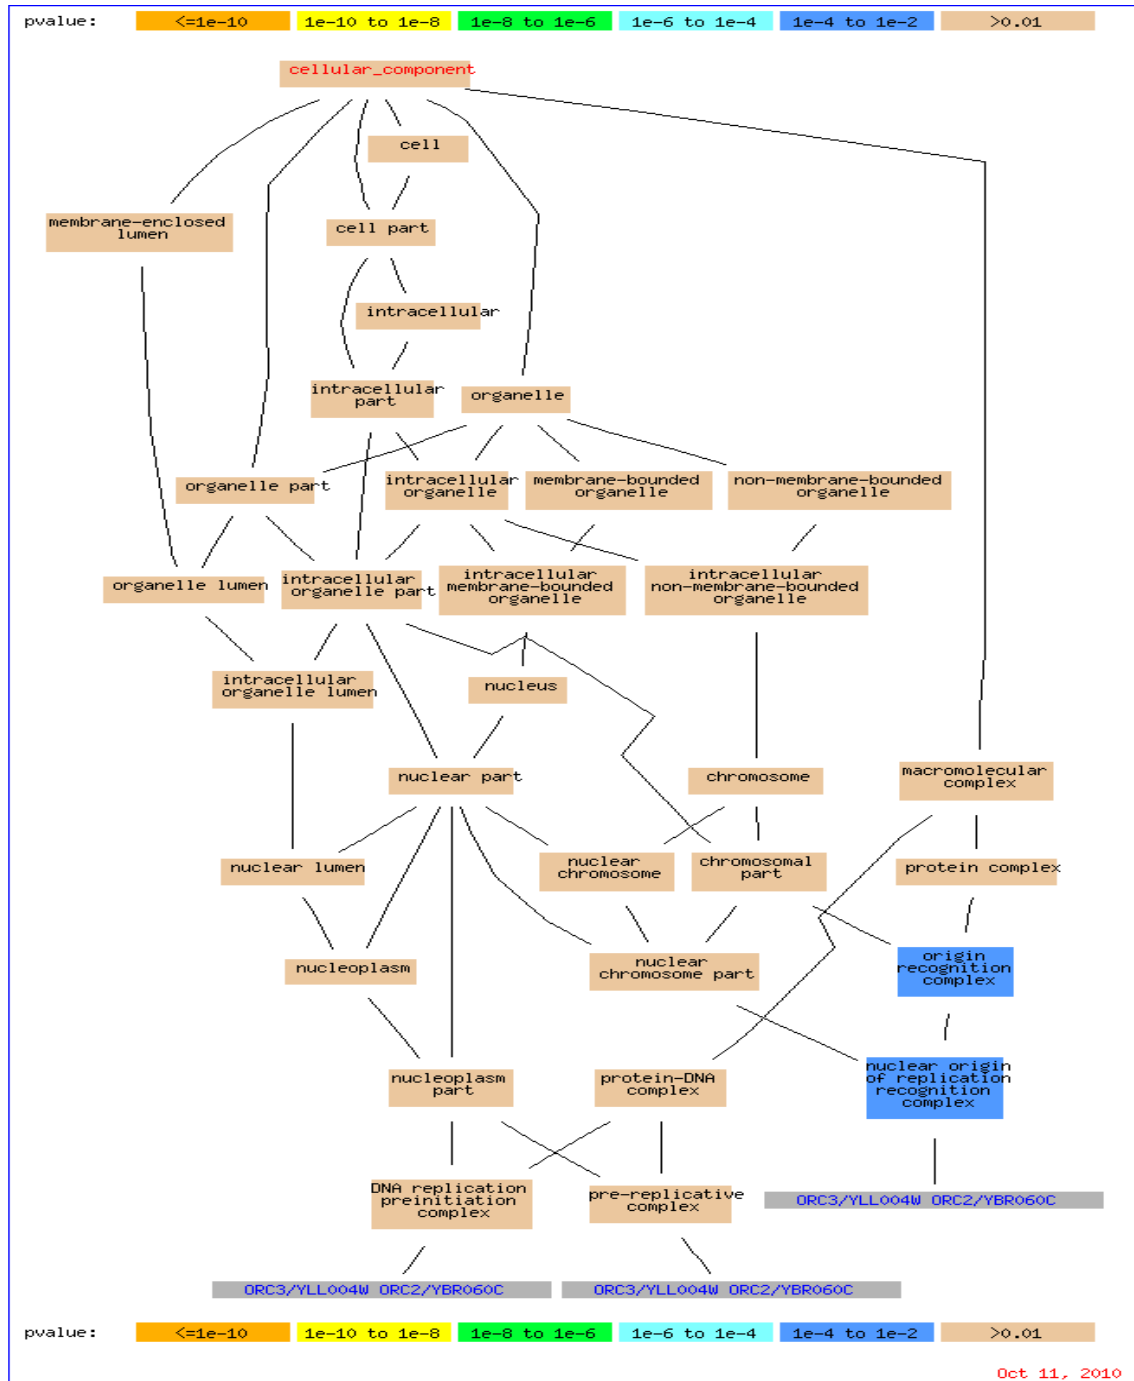 pvalue: <=1e-10 1e-10 to 1e-8 1e-8 to 1e-6 1e-6 to 1e-4 1e-4 to 1e-2 >0.01
cellular_component
cell
membrane-enclosed
lumen
cell part
intracellular
intracellular
part
organelle
organelle part
intracellular
organelle
membrane-bounded
organelle
non-membrane-bounded
organelle
organelle lumen
intracellular
organelle part
intracellular
membrane-bounded
organelle
intracellular
non-membrane-bounded
organelle
intracellular
organelle lumen
nucleus
nuclear part
chromosome
macromolecular
complex
nuclear lumen
nuclear
chromosome
chromosomal
part
protein complex
nucleoplasm
nuclear
chromosome part
origin
recognition
complex
nucleoplasm
part
protein-DNA
complex
nuclear origin
of replication
recognition
complex
DNA replication
preinitiation
complex
pre-replicative
complex
ORC3/YLL004W ORC2/YBR060C
ORC3/YLL004W ORC2/YBR060C
ORC3/YLL004W ORC2/YBR060C
pvalue: <=1e-10 1e-10 to 1e-8 1e-8 to 1e-6 1e-6 to 1e-4 1e-4 to 1e-2 >0.01
Oct 11, 2010